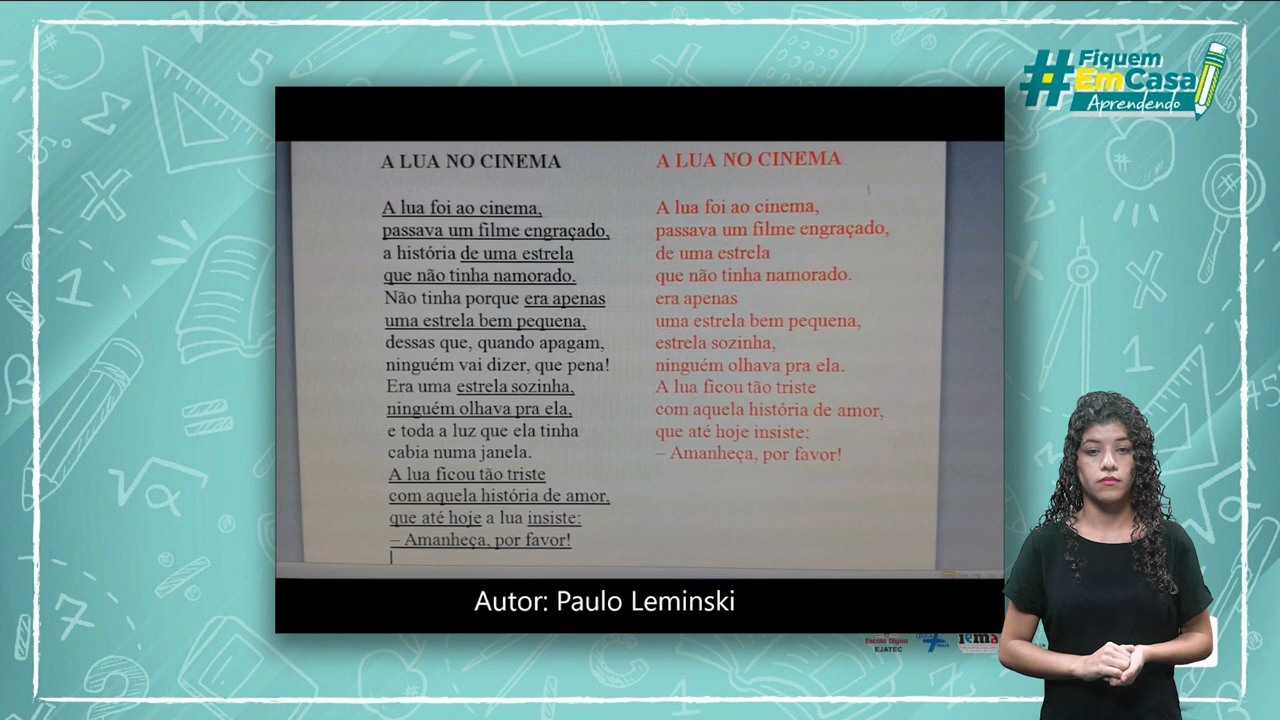 #Fiquem
EmCasa
Aprendendo
A LUA NO CINEMA
A lua foi ao cinema,
passava um filme engraçado,
a história de uma estrela
que não tinha namorado.
Não tinha porque era apenas
uma estrela bem pequena,
dessas que, quando apagam,
ninguém vai dizer, que pena!
Era uma estrela sozinha,
ninguém olhava pra ela,
e toda a luz que ela tinha
cabia numa janela.
A lua ficou tão triste
com aquela história de amor,
que até hoje a lua insiste:
– Amanheça, por favor!
A LUA NO CINEMA
A lua foi ao cinema,
passava um filme engraçado,
de uma estrela
que não tinha namorado.
era apenas
uma estrela bem pequena,
estrela sozinha,
ninguém olhava pra ela.
A lua ficou tão triste
com aquela história de amor,
que até hoje insiste:
– Amanheça, por favor!
Autor: Paulo Leminski
Escola Digna
EJATEC
iema